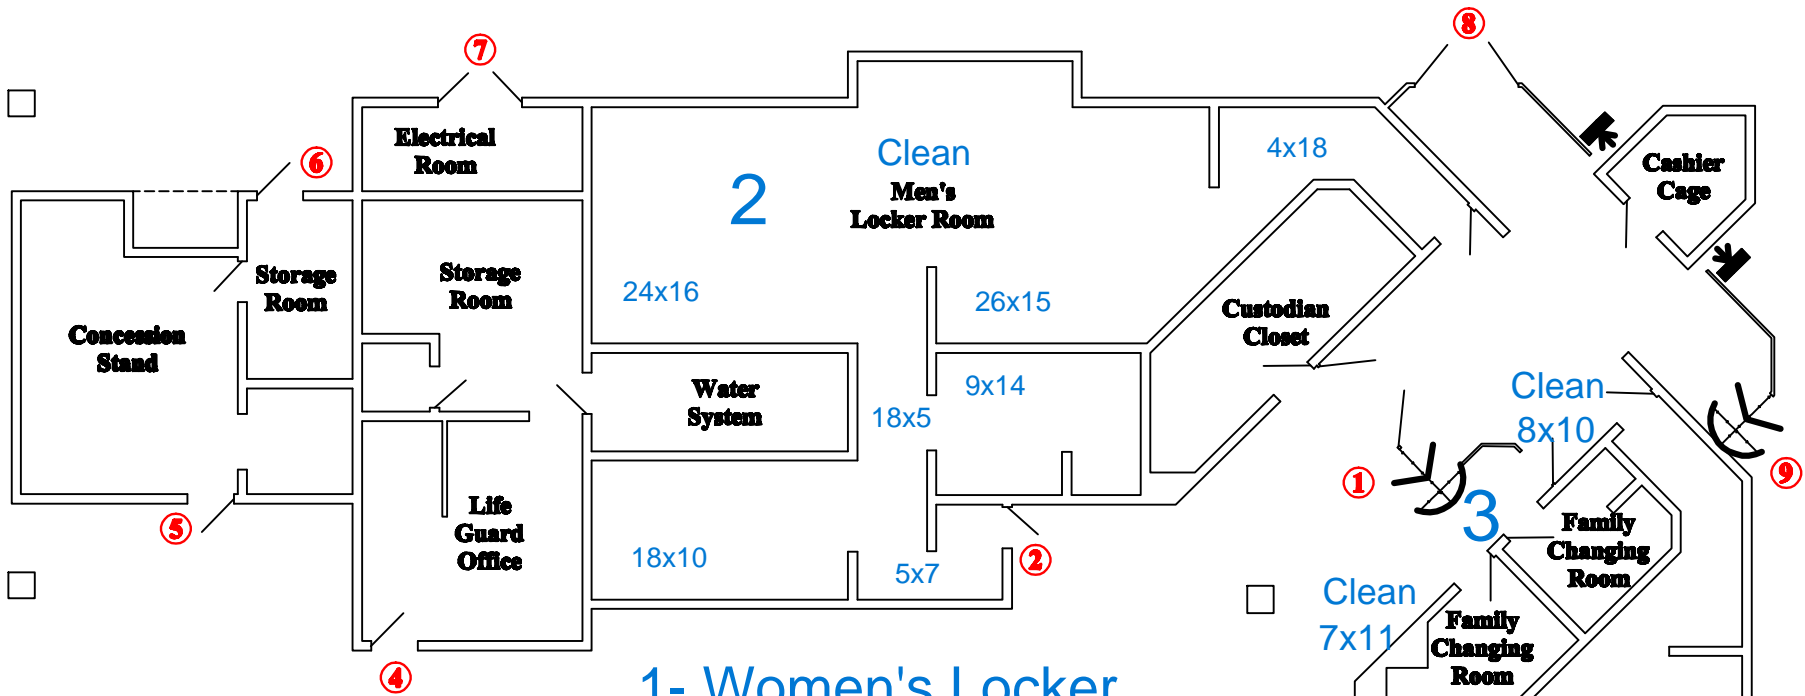 8
7
Electrical
Room
Clean
4x18
6
Men's
Locker Room
2
Cashier
Cage
Storage
Room
Storage
Room
24x16
26x15
Custodian
Closet
Concession
Stand
Water
System
9x14
Clean
8x10
18x5
1
9
3
Life
Guard
Office
5
Family
Changing
Room
18x10
5x7
2
Clean
7x11
Family
Changing
Room
4
1- Women's Locker